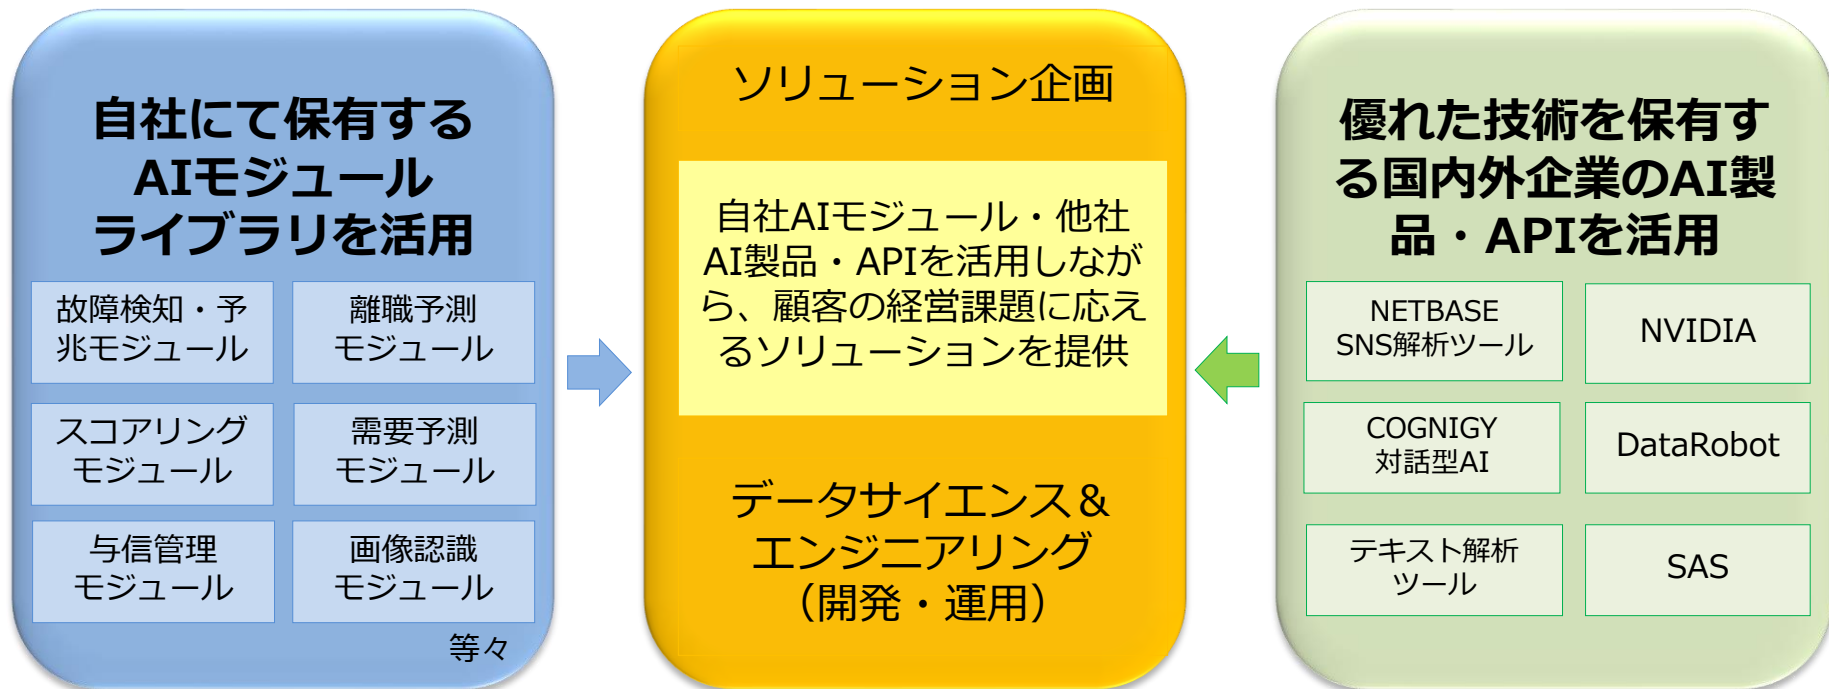 自社にて保有する
AIモジュール
ライブラリを活用
故障検知・予
兆モジュール
離職予測
モジュール
スコアリング
モジュール
需要予測
モジュール
与信管理
モジュール
画像認識
モジュール
等々
ソリューション企画
自社AIモジュール・他社
AI製品・APIを活用しなが
ら、顧客の経営課題に応え
るソリューションを提供
データサイエンス＆
エンジニアリング
（開発・運用）
優れた技術を保有す
る国内外企業のAI製
品・APIを活用
NETBASE
SNS解析ツール
NVIDIA
COGNIGY
対話型AI
DataRobot
テキスト解析
ツール
SAS